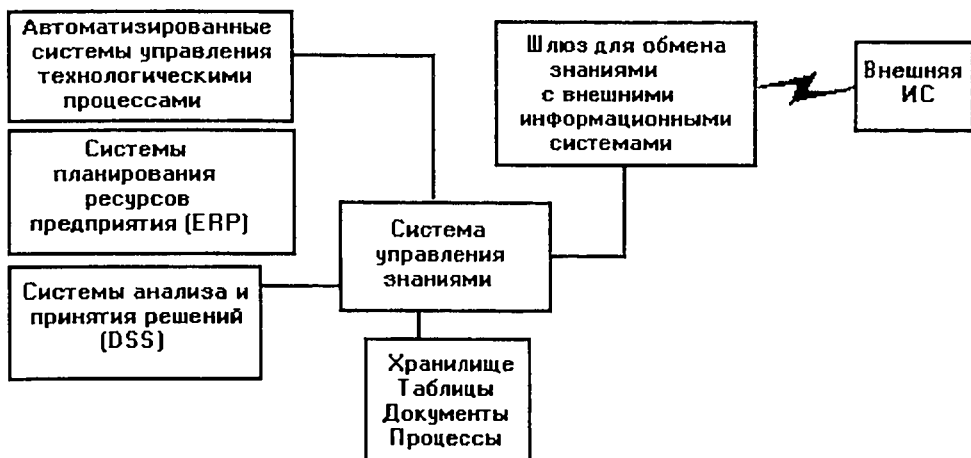 Автоматизированные
системы управления
технологическими
процессами
Системы
планирования
ресурсов
предприятия (ERP)
Системы анализа и
принятия решений
(DSS)
Система
управления
знаниями
Хранилище
Таблицы
Документы
Процессы
Шлюз для обмена
знаниями
с внешними
информационными
системами
Внешняя
ИС